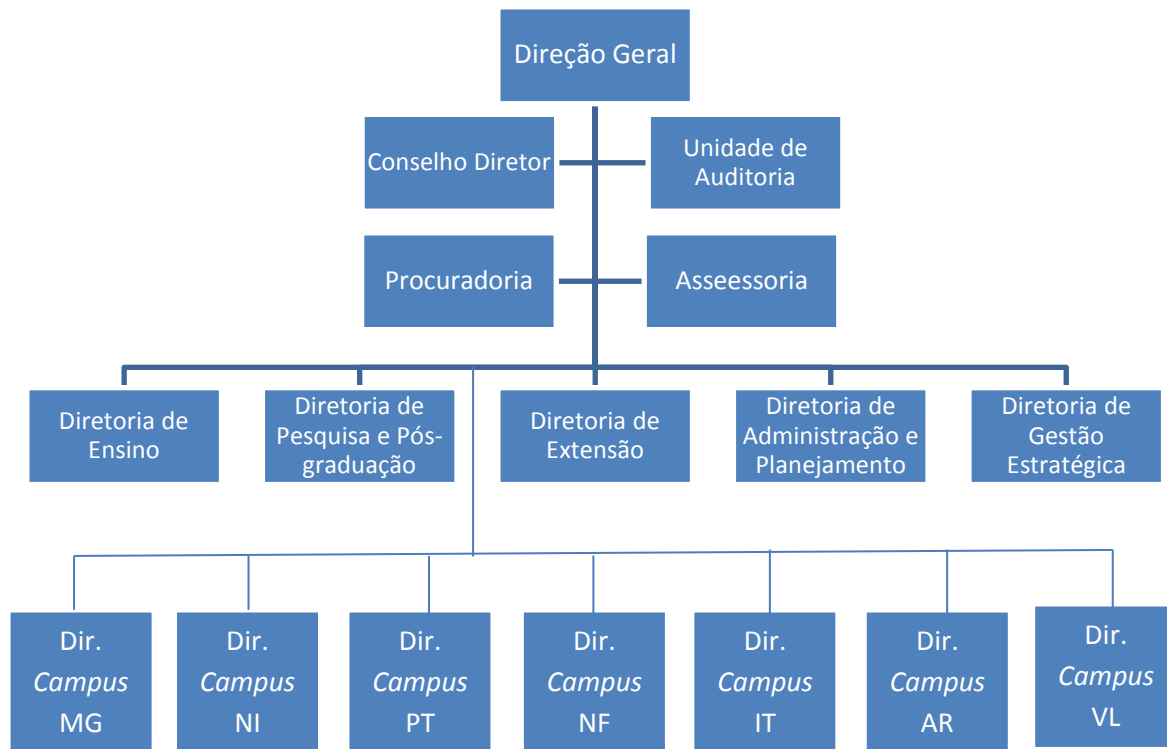 Direção Geral
Conselho Diretor
Unidade de
Auditoria
Procuradoria
Asseessoria
Diretoria de
Ensino
Diretoria de
Pesquisa e Pós-
graduação
Diretoria de
Extensão
Diretoria de
Administração e
Planejamento
Diretoria de
Gestão
Estratégica
Dir.
Campus
MG
Dir.
Campus
NI
Dir.
Campus
PT
Dir.
Campus
NF
Dir.
Campus
IT
Dir.
Campus
AR
Dir.
Campus
VL